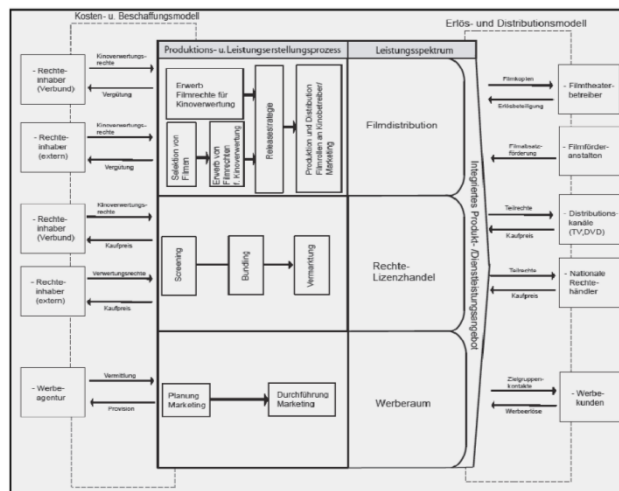 Kosten- u. Beschaffungsmodell
Erlös- und Distributionsmodell
Produktions- u. Leistungserstellungsprozess
Leistungsspektrum
- Rechte-
inhaber
(Verbund)
Kinoverwertungs-
rechte
Vergütung
- Rechte-
inhaber
(extern)
Kinoverwertungs-
rechte
Vergütung
- Rechte-
inhaber
(Verbund)
Kinoverwertungs-
rechte
Kaufpreis
- Rechte-
inhaber
(extern)
Verwertungsrechte
Kaufpreis
- Werbe-
agentur
Vermittlung
Provision
Erwerb
Filmrechte für
Kinoverwertung
Selektion von
Filmen
Erwerb von
Filmrechten
f. Kinoverwertung
Releasestratege
Produktion und Distribution
Filmrollen an Kinobetreiber/
Marketing
Filmdistribution
Screening
Bundling
Vermarktung
Rechte-
Lizenzhandel
Planung
Marketing
Durchführung
Marketing
Werberaum
Integriertes Produkt- /Dienstleistungsangebot
Filmkopien
Erlösbeteiligung
- Filmtheater-
betreiber
Filmabsatz-
förderung
- Filmförder-
anstalten
Teilrechte
Kaufpreis
- Distributions-
kanäle
(TV,DVD)
Teilrechte
Kaufpreis
- Nationale
Rechte-
händler
Zielgruppen-
kontakte
Werbeerlöse
- Werbe-
kunden